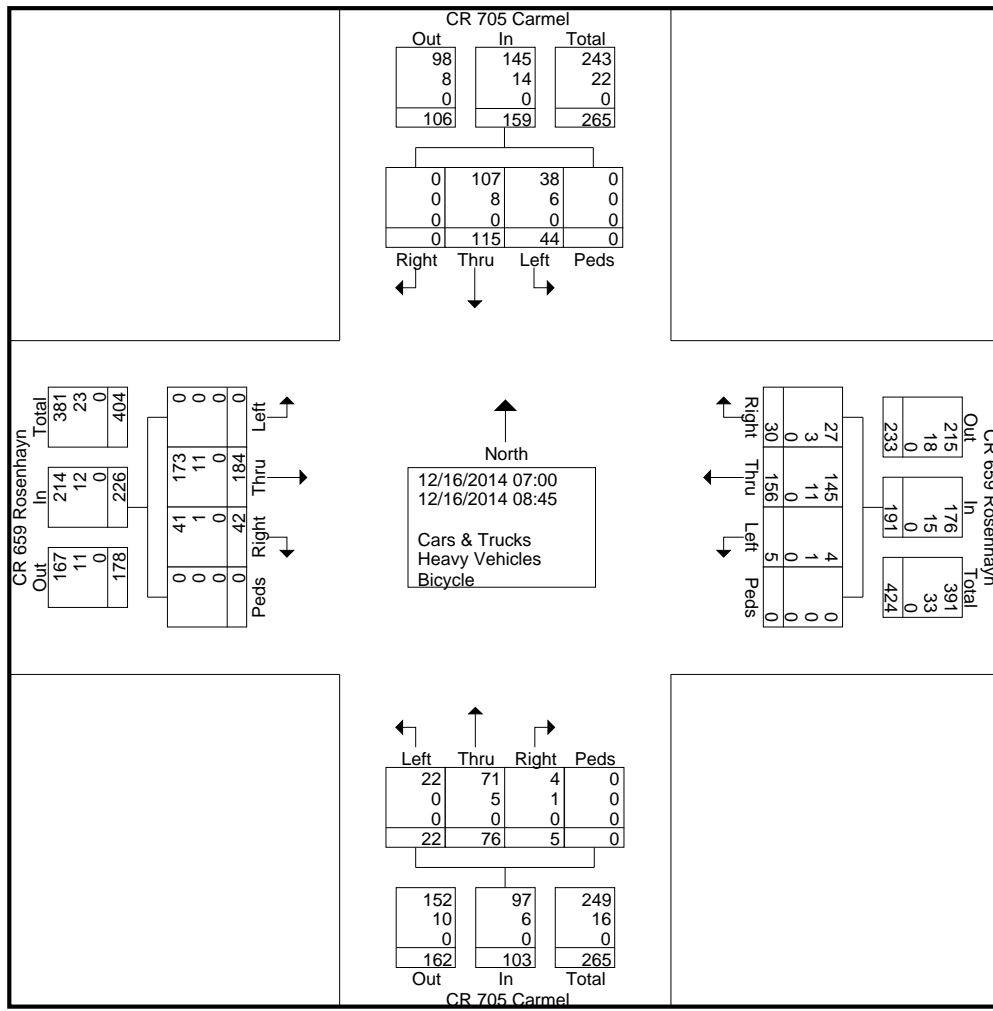 CR 705 Carmel
Out In Total
98 145 243
8 14 22
0 0 0
106 159 265
0 107 38 0
0 8 6 0
0 0 0 0
0 115 44 0
Right Thru Left Peds
CR 659 Rosenhayn
Total In Out
381 214 167
23 12 11
0 0 0
404 226 178
0 173 41 0
0 11 1 0
0 0 0 0
0 184 42 0
Left Thru Right Peds
North
12/16/2014 07:00
12/16/2014 08:45
Cars & Trucks
Heavy Vehicles
Bicycle
Right Thru Left Peds
27 145 4 0
3 11 1 0
0 0 0 0
30 156 5 0
CR 659 Rosenhayn
Out In Total
215 176 391
18 15 33
0 0 0
233 191 424
Left Thru Right Peds
22 71 4 0
0 5 1 0
0 0 0 0
22 76 5 0
152 97 249
10 6 16
0 0 0
162 103 265
Out In Total
CR 705 Carmel